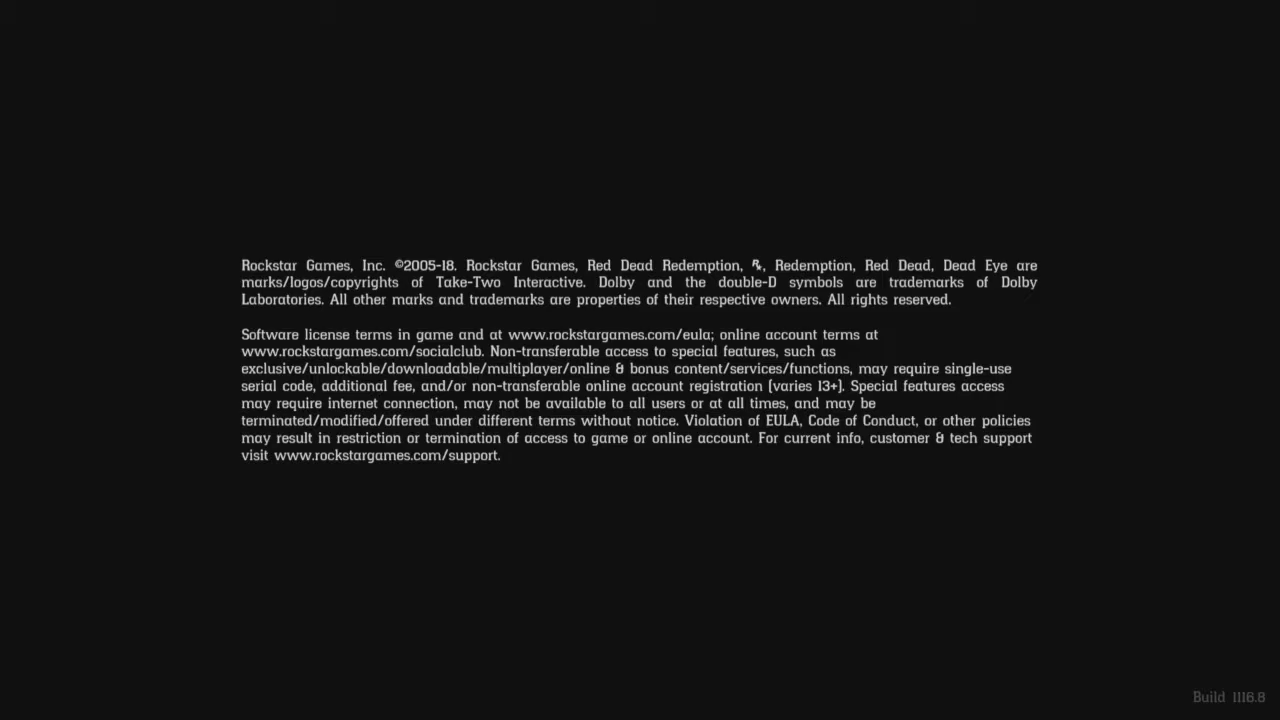 Rockstar Games, Inc. ©2005-18. Rockstar Games, Red Dead Redemption, R*, Redemption, Red Dead, Dead Eye are
marks/logos/copyrights of Take-Two Interactive. Dolby and the double-D symbols are trademarks of Dolby
Laboratories. All other marks and trademarks are properties of their respective owners. All rights reserved.
Software license terms in game and at www.rockstargames.com/eula; online account terms at
www.rockstargames.com/socialclub. Non-transferable access to special features, such as
exclusive/unlockable/downloadable/multiplayer/online & bonus content/services/functions, may require single-use
serial code, additional fee, and/or non-transferable online account registration (varies 13+). Special features access
may require internet connection, may not be available to all users or at all times, and may be
terminated/modified/offered under different terms without notice. Violation of EULA, Code of Conduct, or other policies
may result in restriction or termination of access to game or online account. For current info, customer & tech support
visit www.rockstargames.com/support.
Build 1116.8